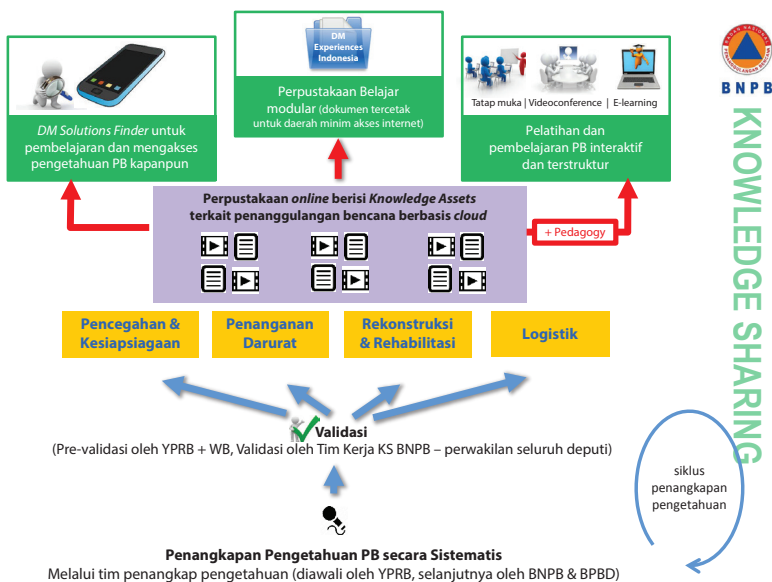 DM
Experiences
Indonesia
Perpustakaan Belajar
modular (dokumen tercetak
untuk daerah minim akses internet)
DM Solutions Finder untuk
pembelajaran dan mengakses
pengetahuan PB kapanpun
Tatap muka | Videoconference | E-learning
Pelatihan dan
pembelajaran PB interaktif
dan terstruktur
BADAN NASIONAL
PENANGGULANGAN BENCANA
BNPB
KNOWLEDGE SHARING
Perpustakaan online berisi Knowledge Assets
terkait penanggulangan bencana berbasis cloud
+ Pedagogy
Pencegahan &
Kesiapsiagaan
Penanganan
Darurat
Rekonstruksi
& Rehabilitasi
Logistik
Validasi
(Pre-validasi oleh YPRB + WB, Validasi oleh Tim Kerja KS BNPB – perwakilan seluruh deputi)
siklus
penangkapan
pengetahuan
Penangkapan Pengetahuan PB secara Sistematis
Melalui tim penangkap pengetahuan (diawali oleh YPRB, selanjutnya oleh BNPB & BPBD)